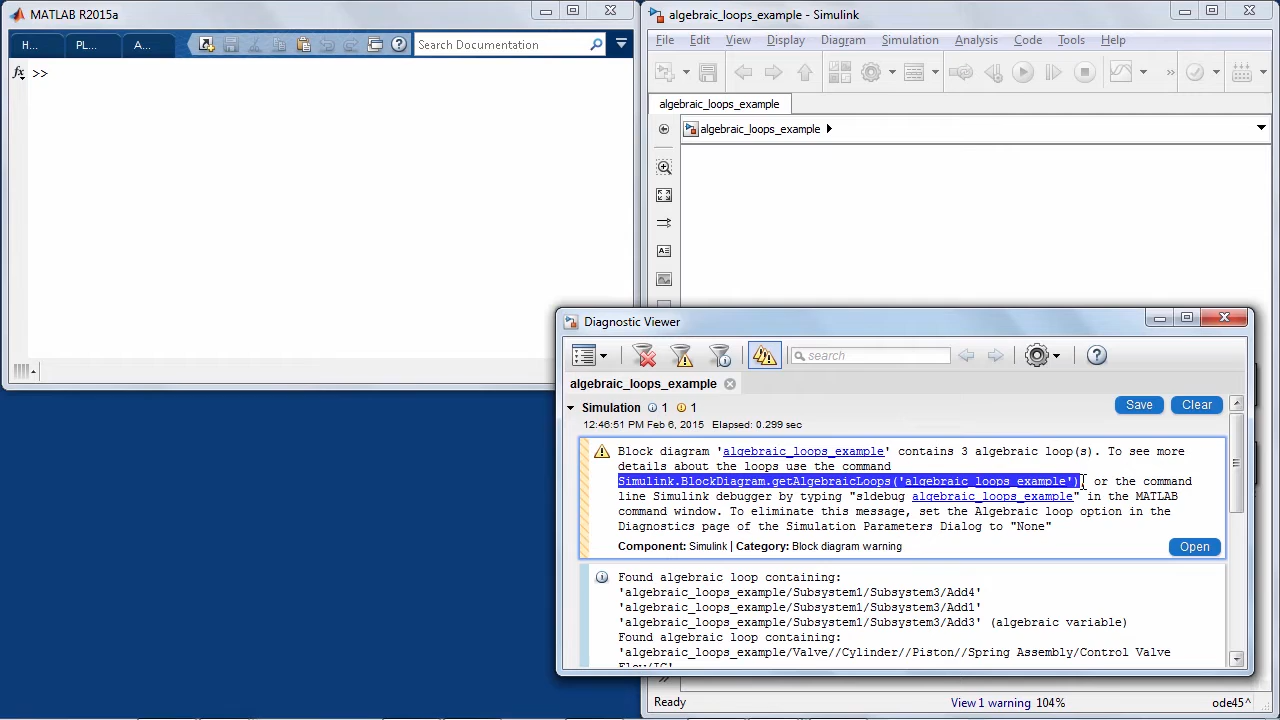 MATLAB R2015a
H...
PL...
A...
Search Documentation
fx >>
algebraic_loops_example - Simulink
File Edit View Display Diagram Simulation Analysis Code Tools Help
algebraic_loops_example
algebraic_loops_example
Diagnostic Viewer
search
algebraic_loops_example
Simulation 1 1
Save
Clear
12:46:51 PM Feb 6, 2015 Elapsed: 0.299 sec
Block diagram 'algebraic_loops_example' contains 3 algebraic loop(s). To see more
details about the loops use the command
Simulink.BlockDiagram.getAlgebraicLoops('algebraic_loops_example') or the command
line Simulink debugger by typing "sldebug algebraic_loops_example" in the MATLAB
command window. To eliminate this message, set the Algebraic loop option in the
Diagnostics page of the Simulation Parameters Dialog to "None"
Component: Simulink | Category: Block diagram warning
Open
Found algebraic loop containing:
'algebraic_loops_example/Subsystem1/Subsystem3/Add4'
'algebraic_loops_example/Subsystem1/Subsystem3/Add1'
'algebraic_loops_example/Subsystem1/Subsystem3/Add3' (algebraic variable)
Found algebraic loop containing:
'algebraic_loops_example/Valve//Cylinder//Piston//Spring Assembly/Control Valve
Flow/IC'
Ready
View 1 warning 104%
ode45^